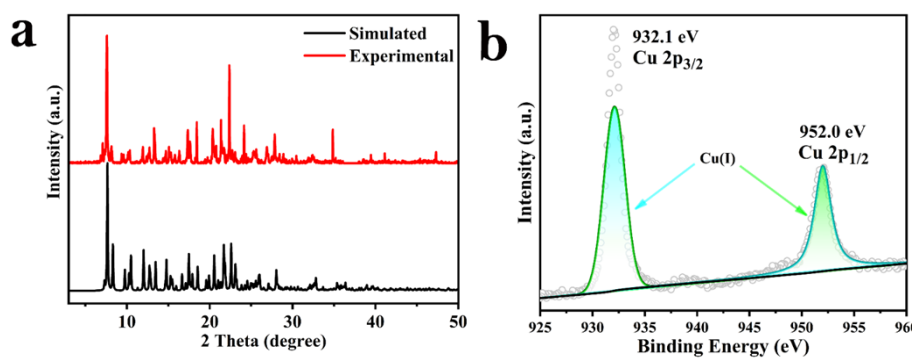 a
Simulated
Experimental
Intensity (a.u.)
10
20
30
40
50
2 Theta (degree)
b
932.1 eV
Cu 2p3/2
952.0 eV
Cu 2p1/2
Cu(I)
Intensity (a.u.)
925
930
935
940
945
950
955
960
Binding Energy (eV)